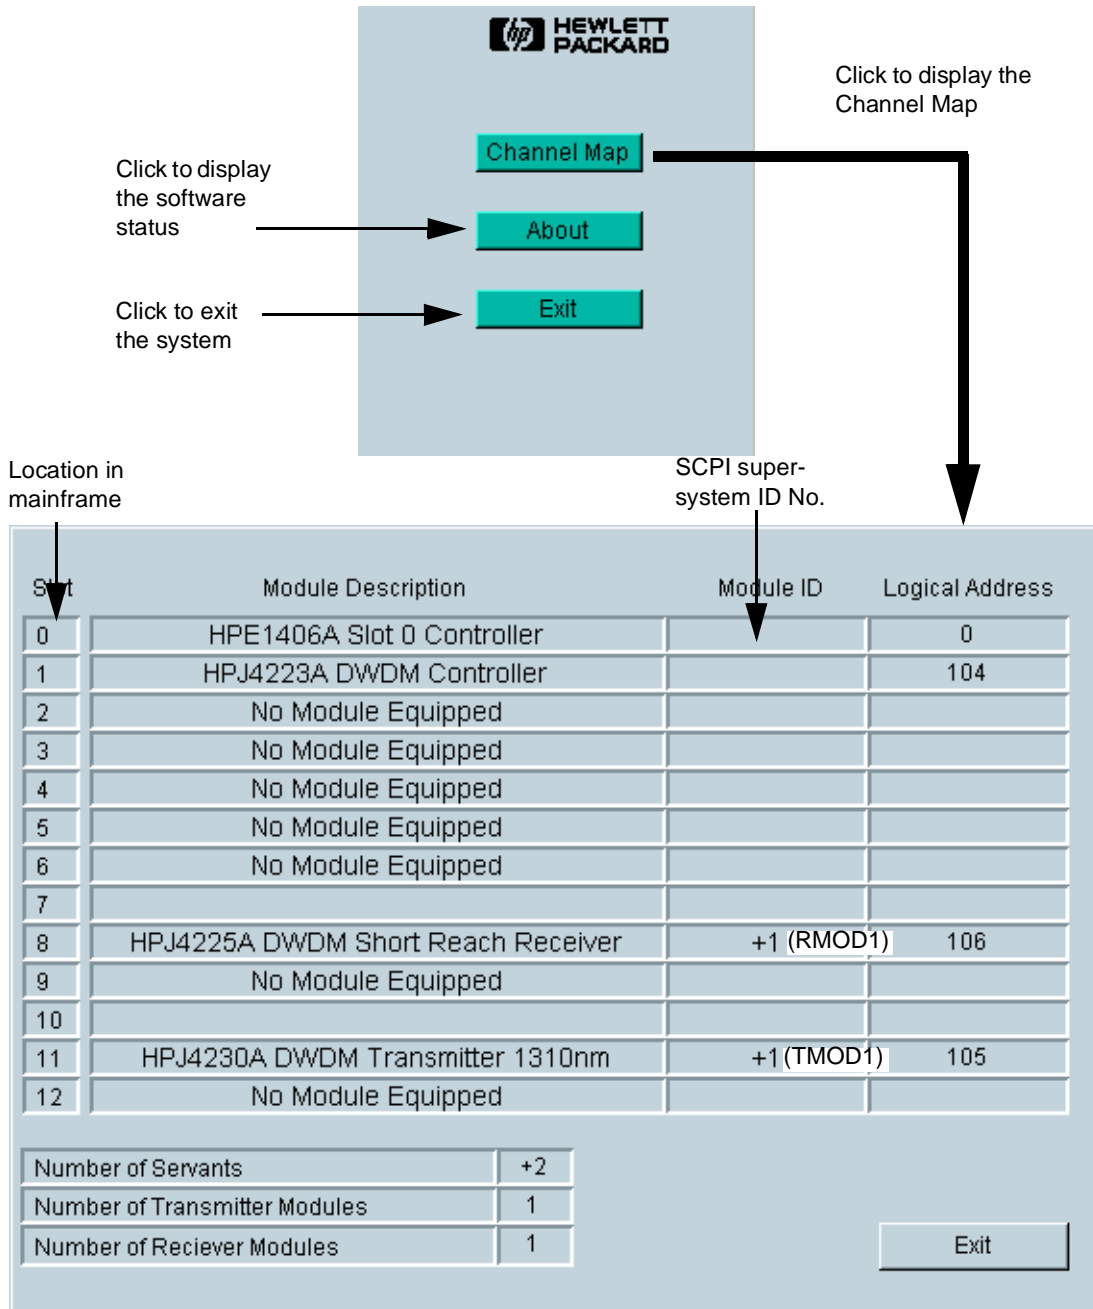 HEWLETT
PACKARD
Click to display the
Channel Map
Channel Map
Click to display
the software
status
About
Click to exit
the system
Exit
Location in
mainframe
SCPI super-
system ID No.
Slot Module Description Module ID Logical Address
0 HPE1406A Slot 0 Controller 0
1 HPJ4223A DWDM Controller 104
2 No Module Equipped
3 No Module Equipped
4 No Module Equipped
5 No Module Equipped
6 No Module Equipped
7
8 HPJ4225A DWDM Short Reach Receiver +1 (RMOD1) 106
9 No Module Equipped
10
11 HPJ4230A DWDM Transmitter 1310nm +1 (TMOD1) 105
12 No Module Equipped
Number of Servants +2
Number of Transmitter Modules 1
Number of Reciever Modules 1
Exit